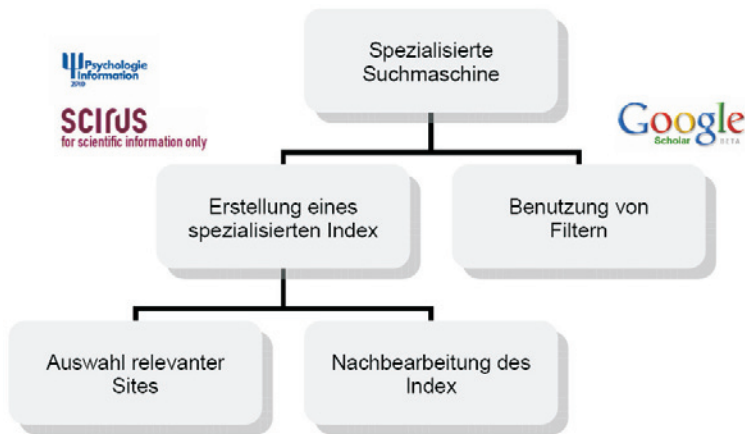 Psychologie
Information
ZPID
SCIRUS
for scientific information only
Spezialisierte
Suchmaschine
Google
Scholar BETA
Erstellung eines
spezialisierten Index
Benutzung von
Filtern
Auswahl relevanter
Sites
Nachbearbeitung des
Index